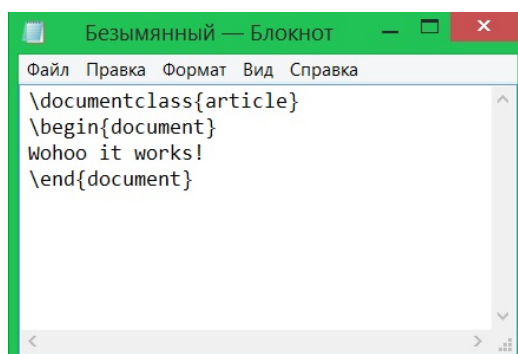 Безымянный — Блокнот
Файл Правка Формат Вид Справка
\documentclass{article}
\begin{document}
Wohoo it works!
\end{document}